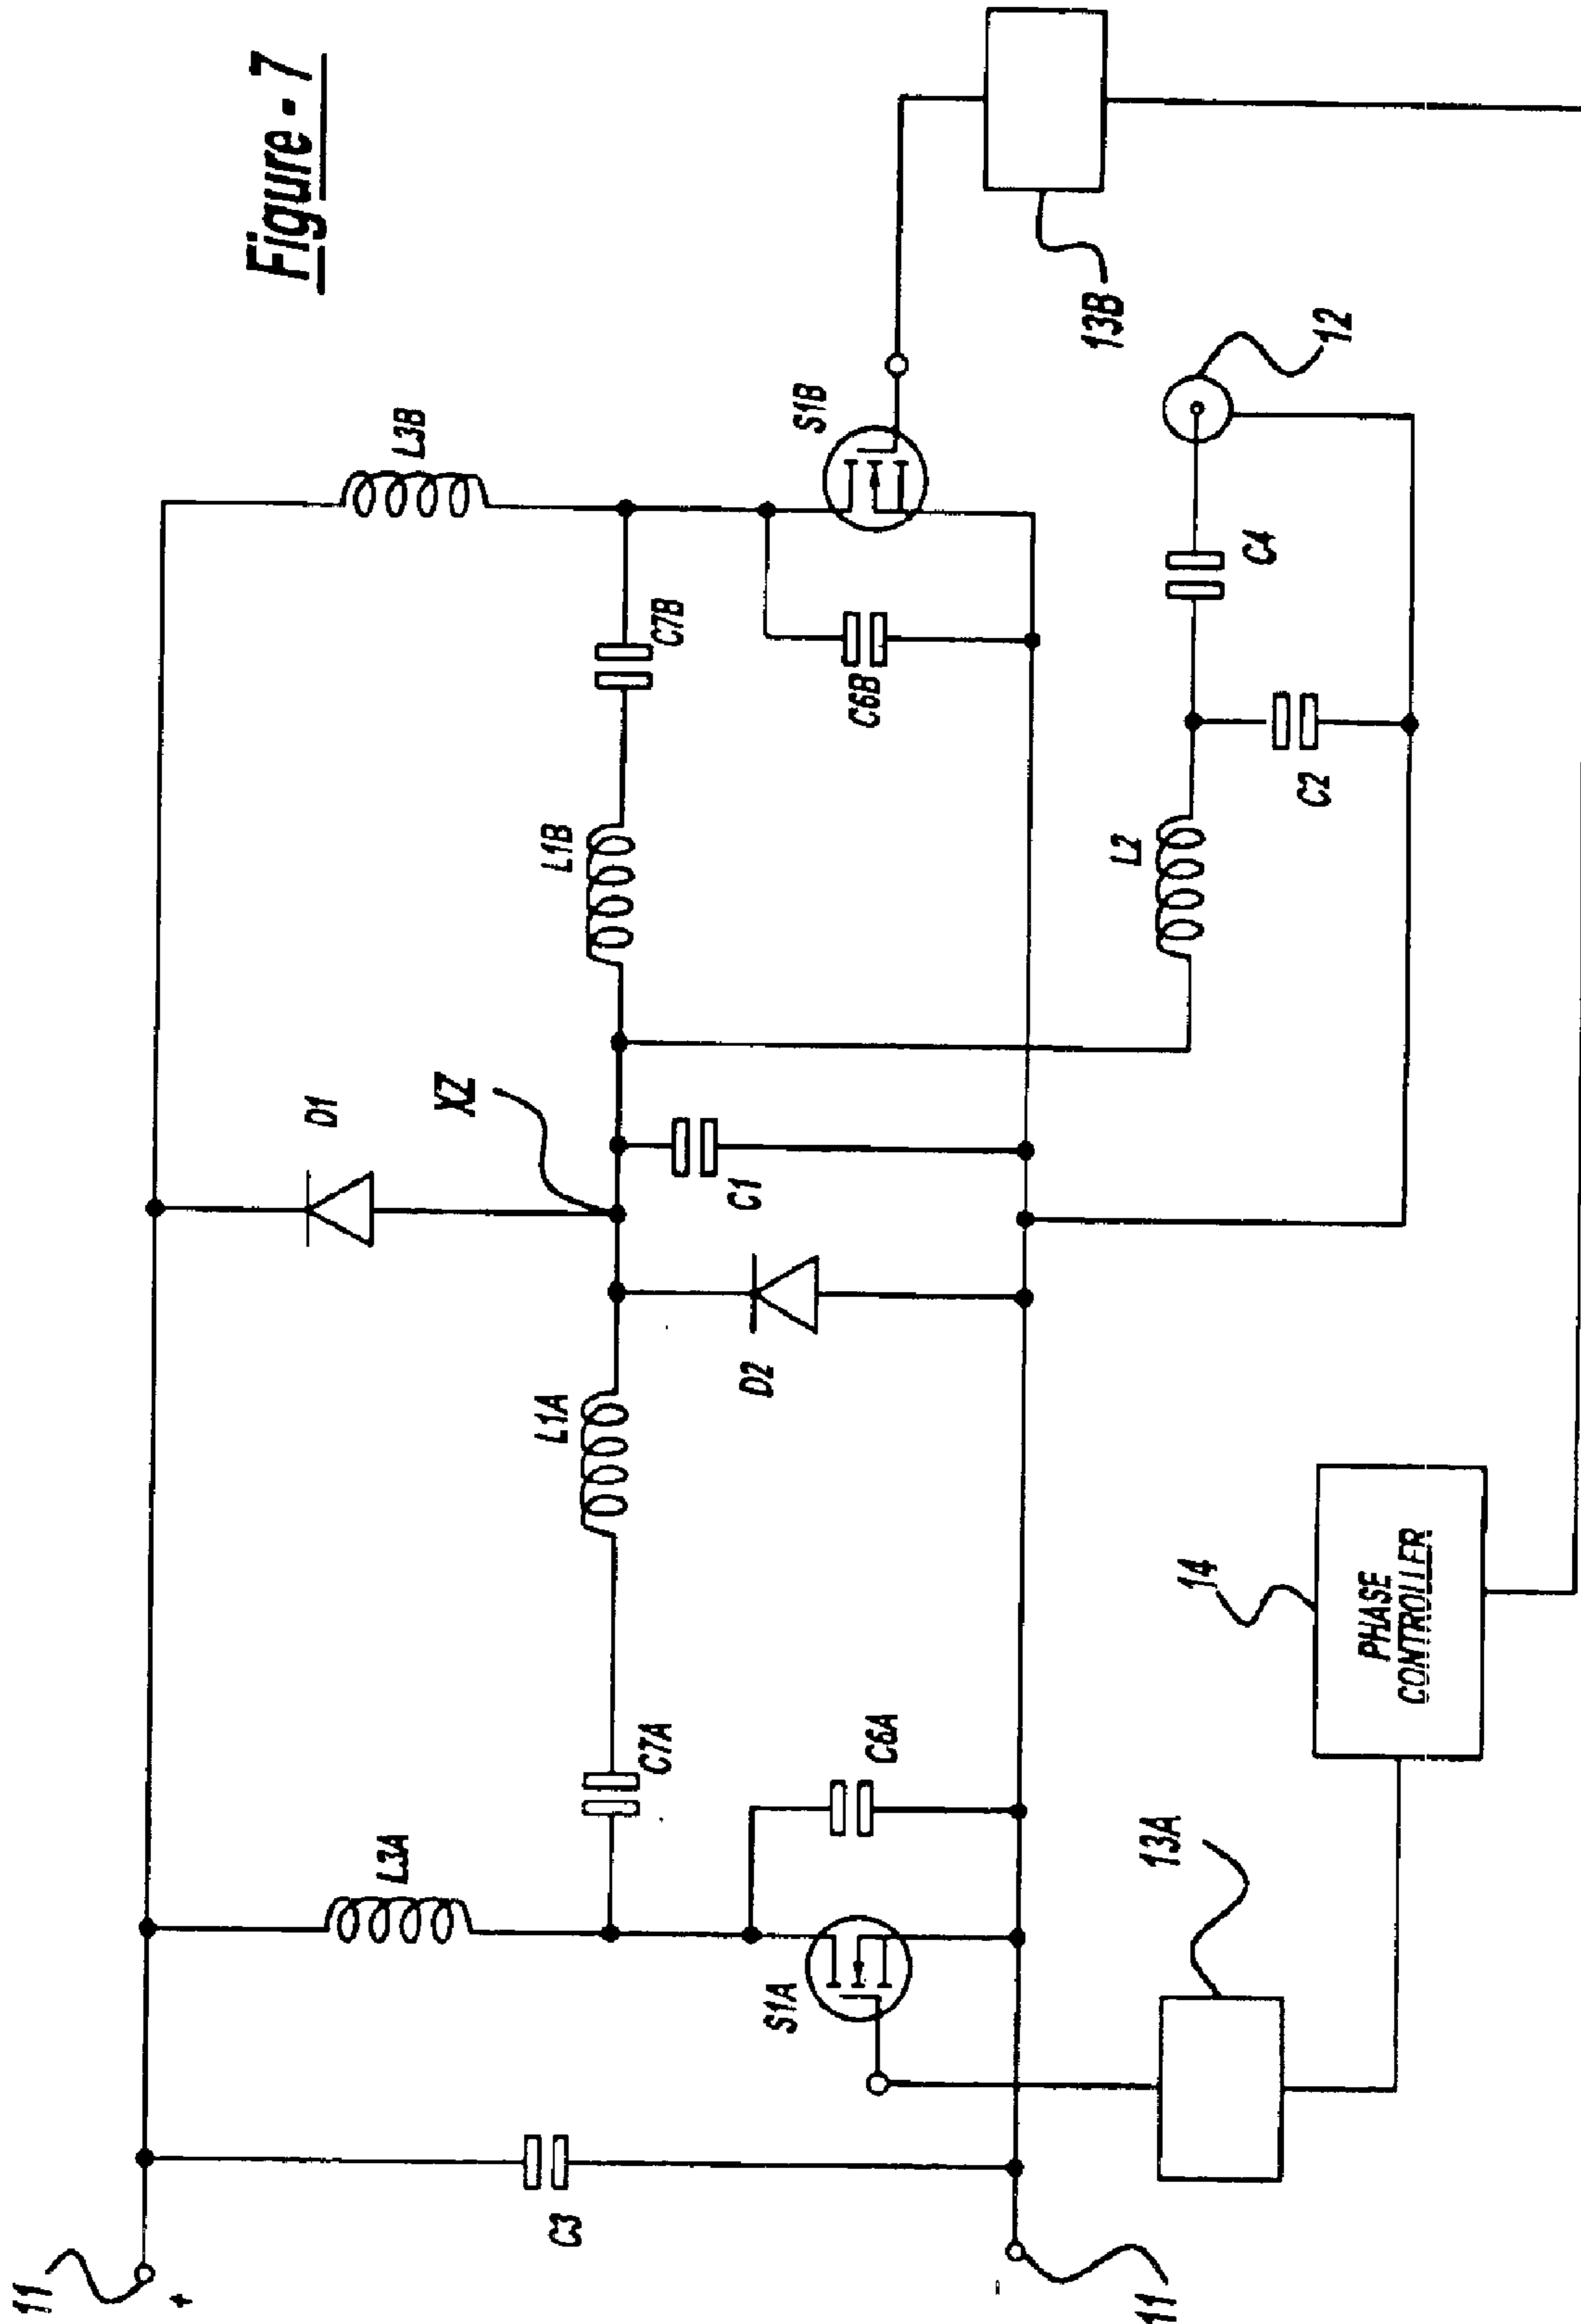 Figure - 7
11
+
C3
L3A
C7A
C6A
S1A
L1A
D1
XZ
D2
C1
L1B
C7B
C6B
L3B
S1B
13B
12
L2
C4
C2
13A
14
PHASE
CONTROLLER
-
11